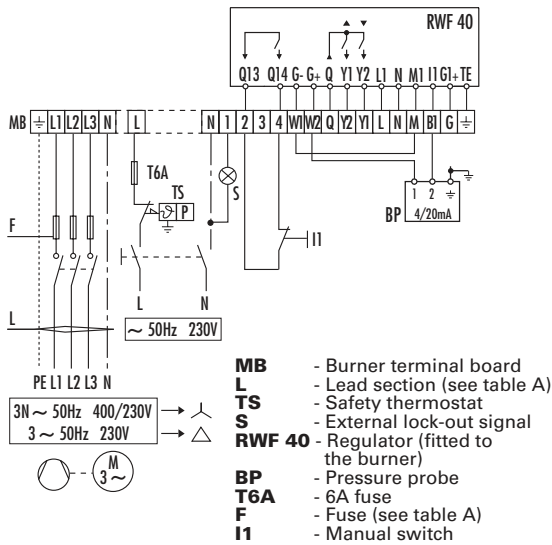 RWF 40
Q13 Q14 G- G+ Q Y1 Y2 L1 N M1 I1 G1+ TE
MB L1 L2 L3 N L N 1 2 3 4 W1 W2 Q Y2 Y1 L N M B1 G
T6A
TS
P
S
1 2
BP 4/20mA
F
I1
L
L N
~ 50Hz 230V
PE L1 L2 L3 N
3N ~ 50Hz 400/230V
3 ~ 50Hz 230V
M
3 ~
MB - Burner terminal board
L - Lead section (see table A)
TS - Safety thermostat
S - External lock-out signal
RWF 40 - Regulator (fitted to
the burner)
BP - Pressure probe
T6A - 6A fuse
F - Fuse (see table A)
I1 - Manual switch